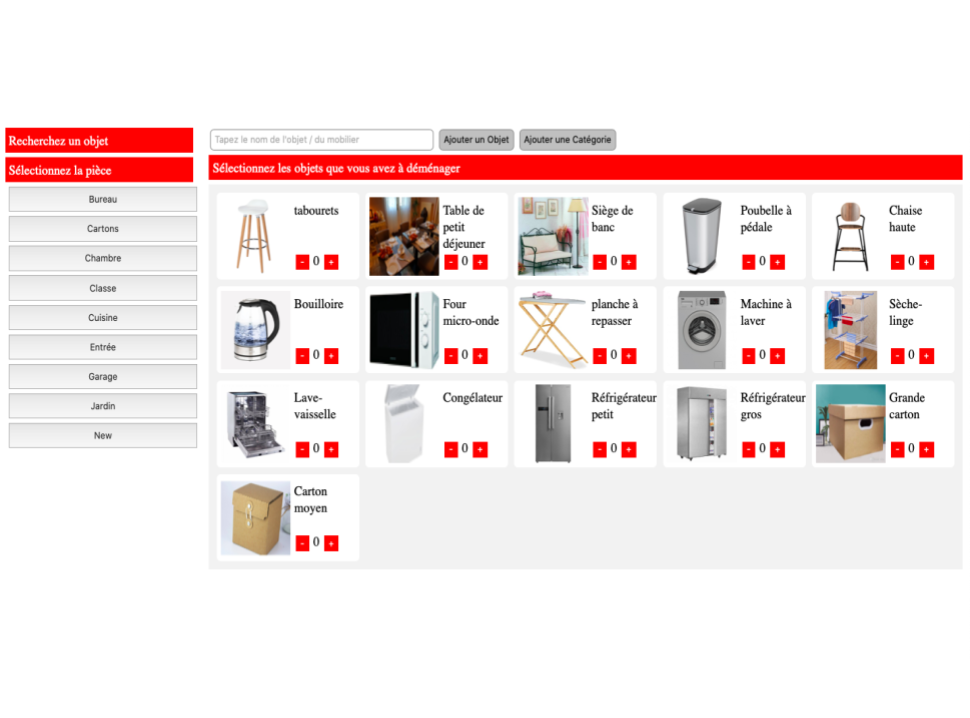 Recherchez un objet
Tapez le nom de l'objet / du mobilier
Ajouter un Objet
Ajouter une Catégorie
Sélectionnez la pièce
Bureau
Cartons
Chambre
Classe
Cuisine
Entrée
Garage
Jardin
New
Sélectionnez les objets que vous avez à déménager
tabourets
- 0 +
Table de
petit
déjeuner
- 0 +
Siège de
banc
- 0 +
Poubelle à
pédale
- 0 +
Chaise
haute
- 0 +
Bouilloire
- 0 +
Four
micro-onde
- 0 +
planche à
repasser
- 0 +
Machine à
laver
- 0 +
Sèche-
linge
- 0 +
Lave-
vaisselle
- 0 +
Congélateur
- 0 +
Réfrigérateur
petit
- 0 +
Réfrigérateur
gros
- 0 +
Grande
carton
- 0 +
Carton
moyen
- 0 +